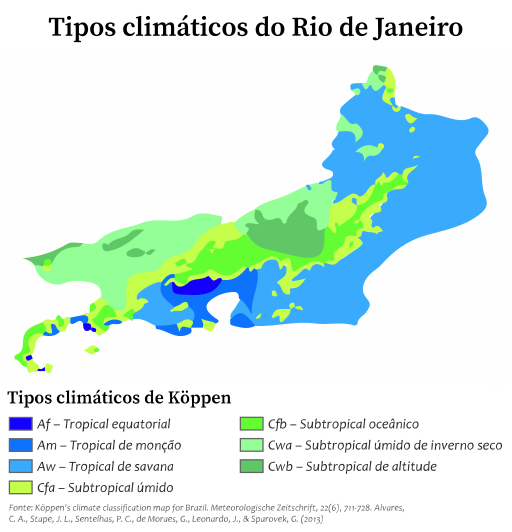 Tipos climáticos do Rio de Janeiro
Tipos climáticos de Köppen
Af – Tropical equatorial
Am – Tropical de monção
Aw – Tropical de savana
Cfa – Subtropical úmido
Cfb – Subtropical oceânico
Cwa – Subtropical úmido de inverno seco
Cwb – Subtropical de altitude
Fonte: Köppen's climate classification map for Brazil. Meteorologische Zeitschrift, 22(6), 711-728. Alvares,
C. A., Stape, J. L., Sentelhas, P. C., de Moraes, G., Leonardo, J., & Sparovek, G. (2013)